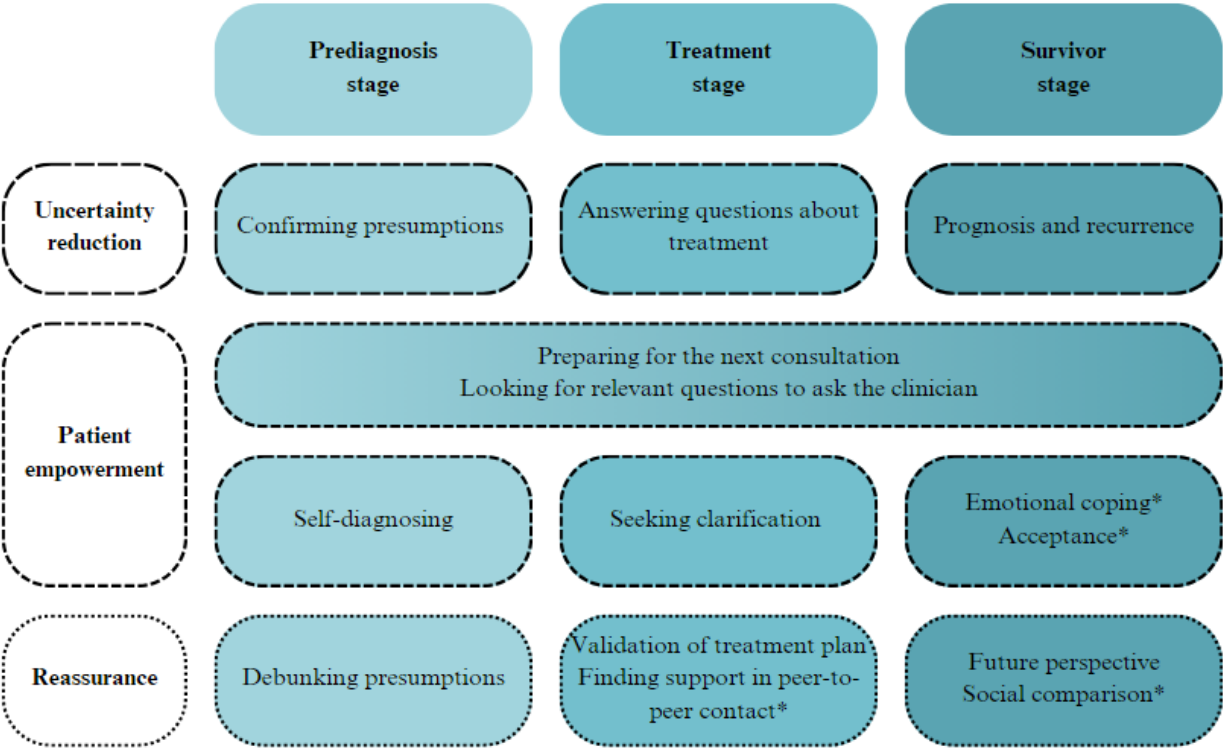 Prediagnosis
stage
Treatment
stage
Survivor
stage
Uncertainty
reduction
Confirming presumptions
Answering questions about
treatment
Prognosis and recurrence
Patient
empowerment
Preparing for the next consultation
Looking for relevant questions to ask the clinician
Self-diagnosing
Seeking clarification
Emotional coping*
Acceptance*
Reassurance
Debunking presumptions
Validation of treatment plan
Finding support in peer-to-
peer contact*
Future perspective
Social comparison*